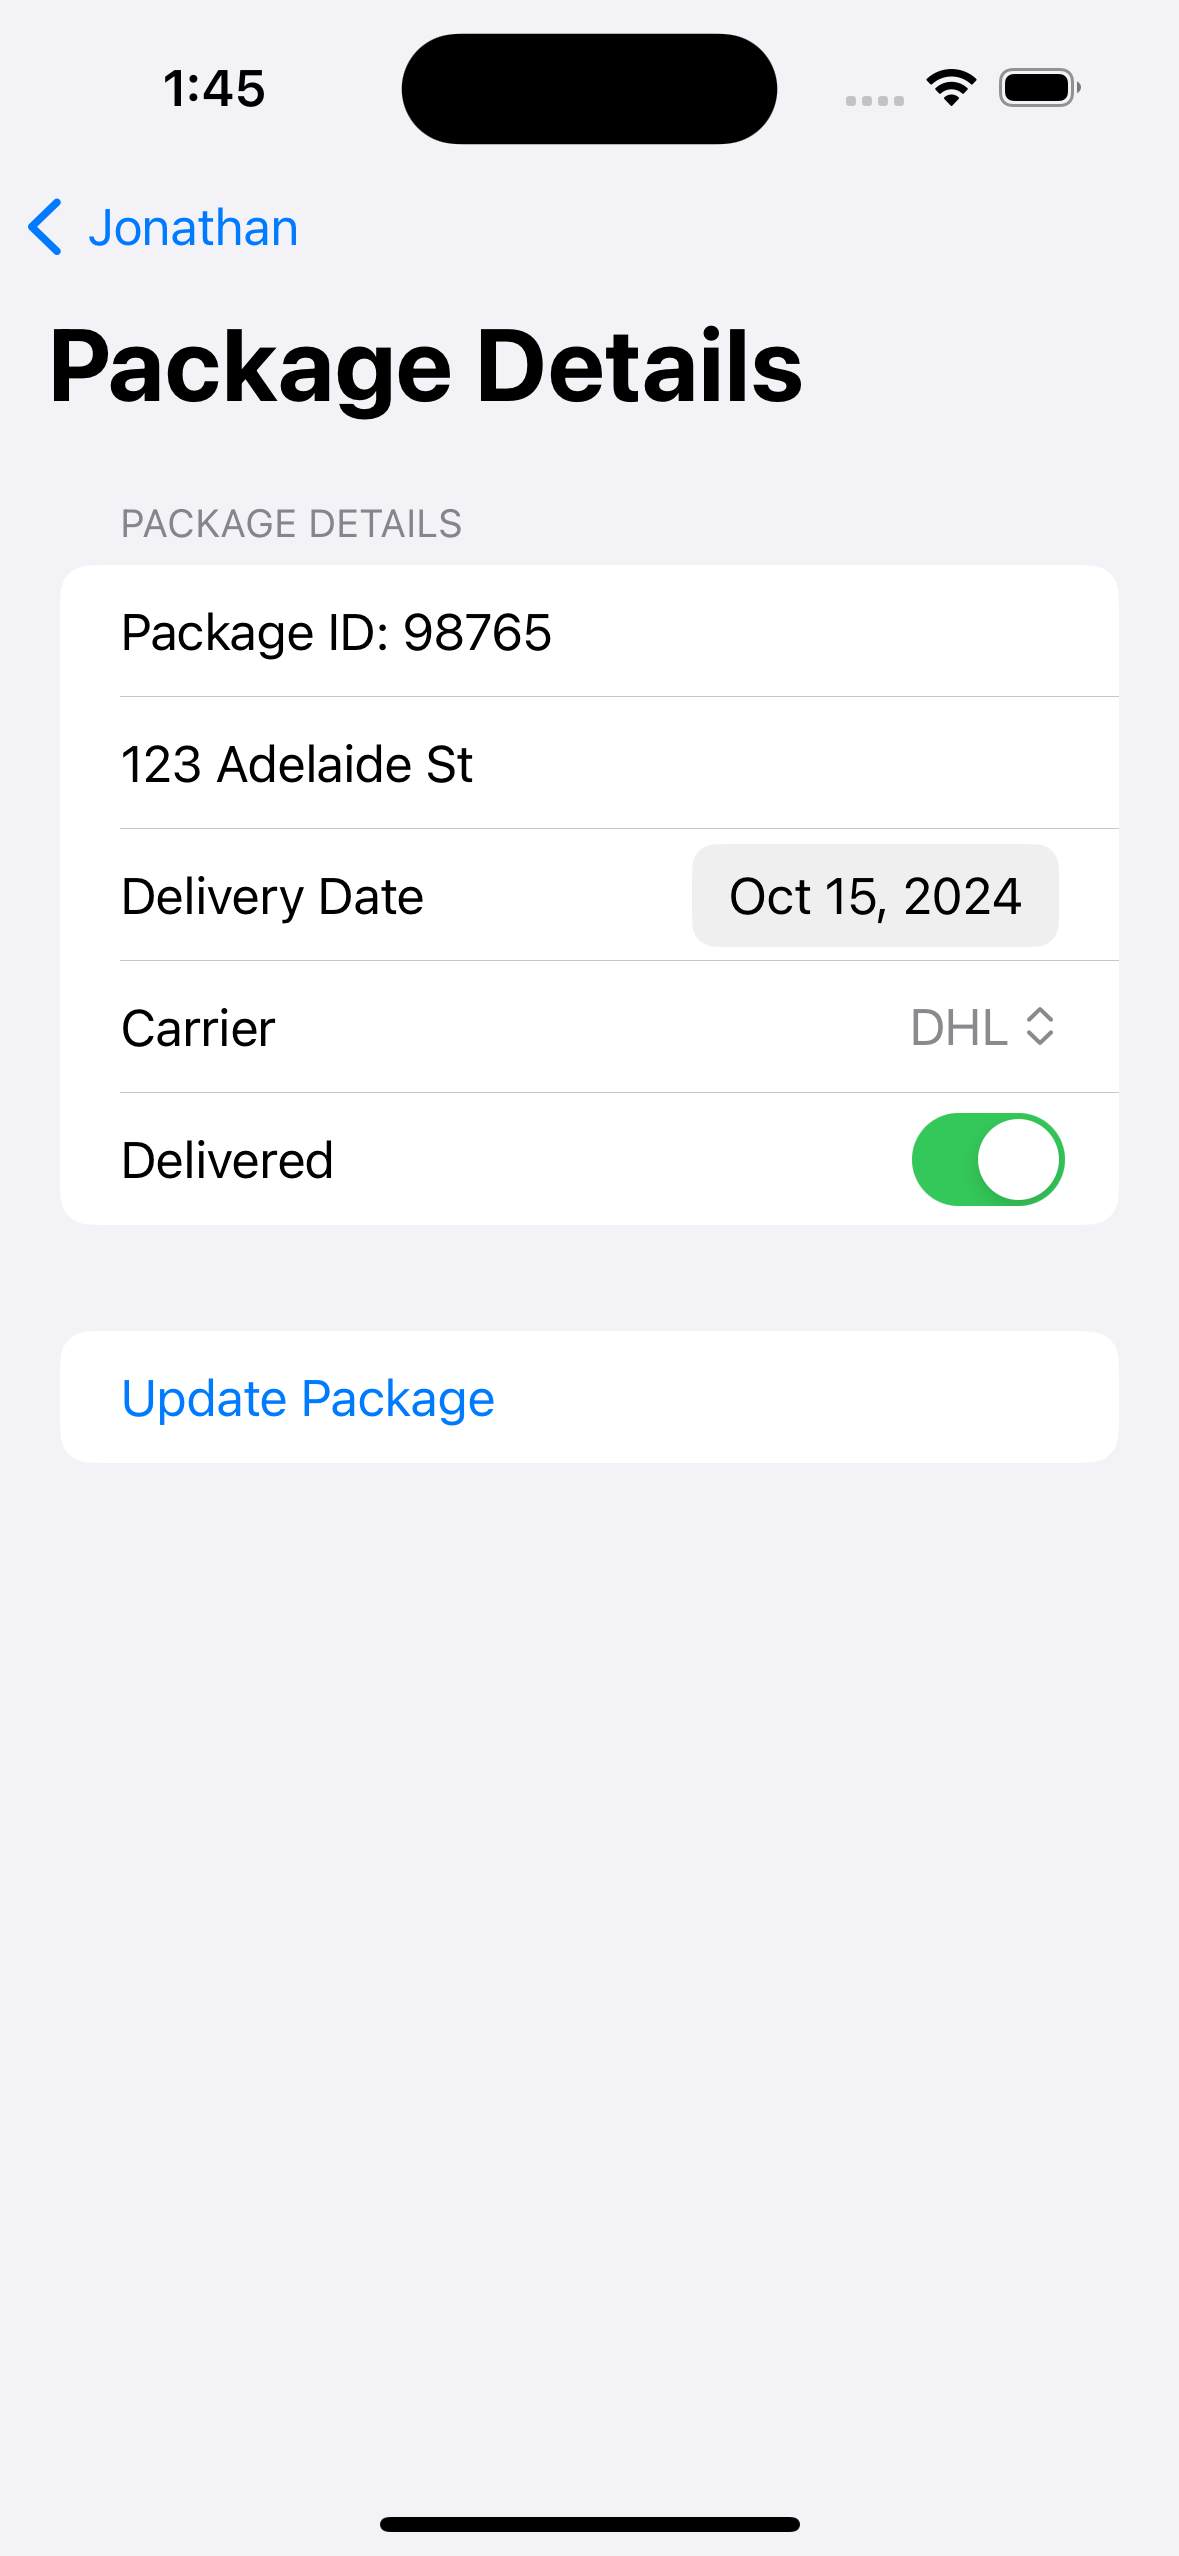 1:45
Jonathan
Package Details
PACKAGE DETAILS
Package ID: 98765
123 Adelaide St
Delivery Date Oct 15, 2024
Carrier DHL
Delivered
Update Package